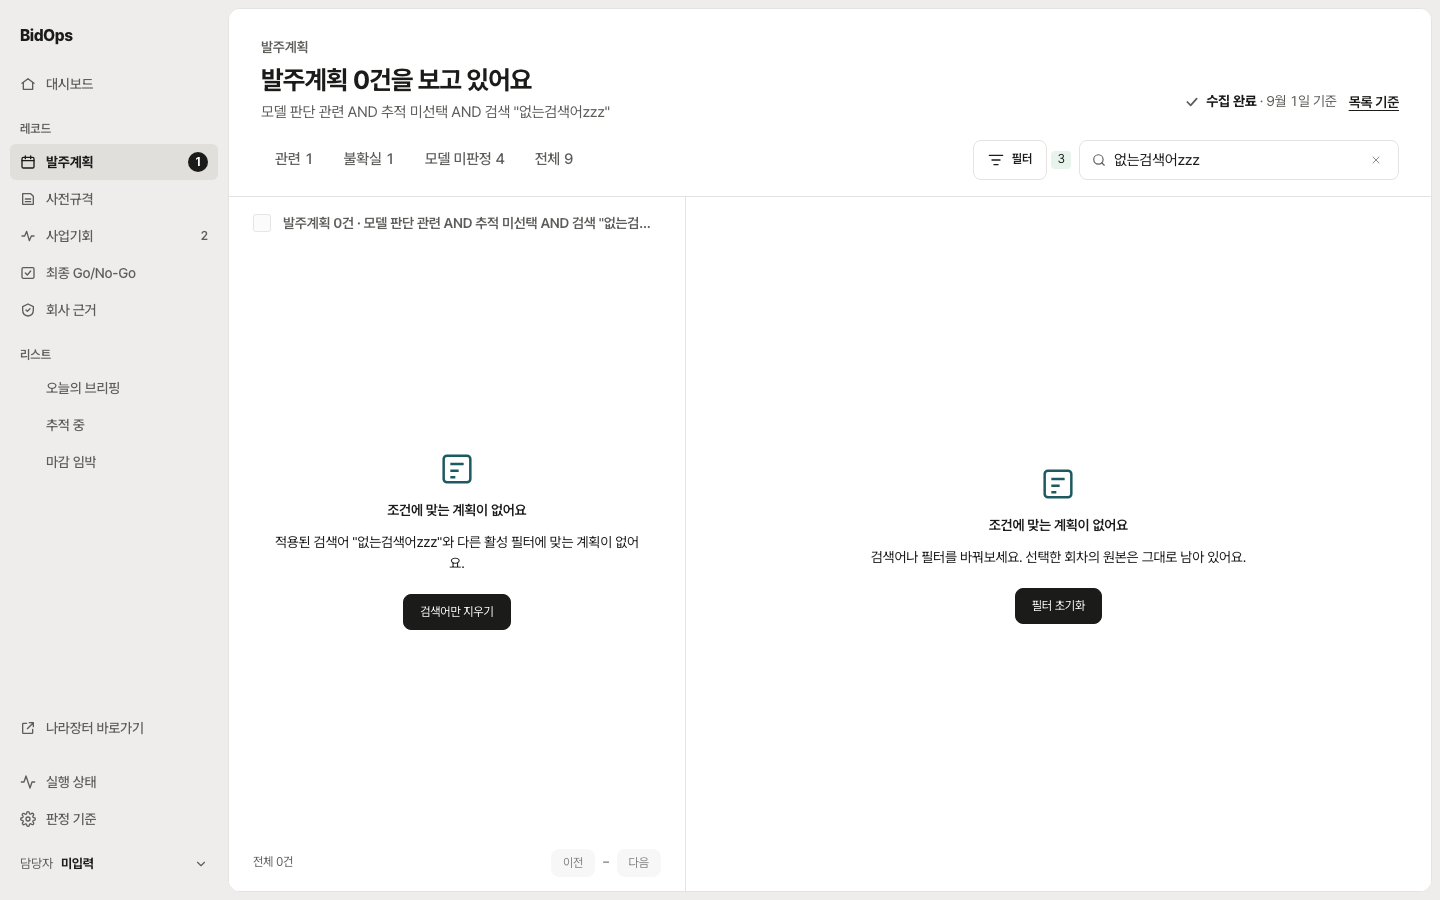 BidOps
대시보드
레코드
발주계획 1
사전규격
사업기회 2
최종 Go/No-Go
회사 근거
리스트
오늘의 브리핑
추적 중
마감 임박
나라장터 바로가기
실행 상태
판정 기준
담당자 미입력
발주계획
발주계획 0건을 보고 있어요
모델 판단 관련 AND 추적 미선택 AND 검색 "없는검색어zzz"
수집 완료 · 9월 1일 기준 목록 기준
관련 1 불확실 1 모델 미판정 4 전체 9
필터 3 없는검색어zzz
발주계획 0건 · 모델 판단 관련 AND 추적 미선택 AND 검색 "없는검...
조건에 맞는 계획이 없어요
적용된 검색어 "없는검색어zzz"와 다른 활성 필터에 맞는 계획이 없어
요.
검색어만 지우기
전체 0건 이전 – 다음
조건에 맞는 계획이 없어요
검색어나 필터를 바꿔보세요. 선택한 회차의 원본은 그대로 남아 있어요.
필터 초기화